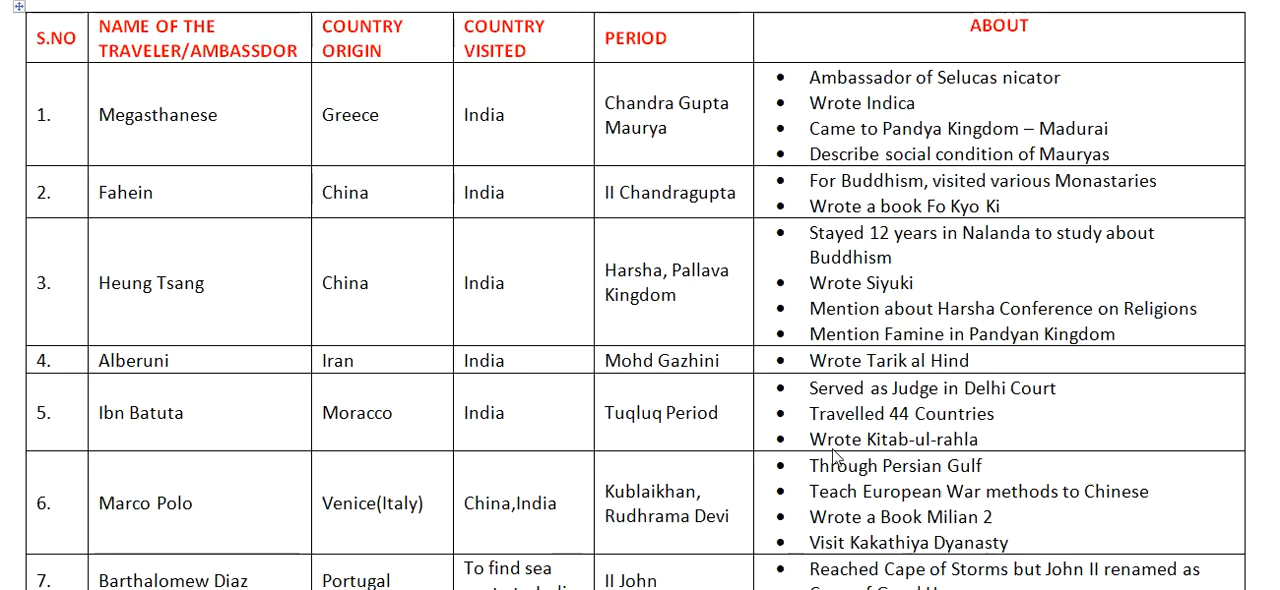 S.NO
NAME OF THE TRAVELER/AMBASSDOR
COUNTRY ORIGIN
COUNTRY VISITED
PERIOD
ABOUT
1.
Megasthanese
Greece
India
Chandra Gupta
Maurya
• Ambassador of Selucas nicator
• Wrote Indica
• Came to Pandya Kingdom – Madurai
• Describe social condition of Mauryas
2.
Fahein
China
India
II Chandragupta
• For Buddhism, visited various Monastaries
• Wrote a book Fo Kyo Ki
3.
Heung Tsang
China
India
Harsha, Pallava
Kingdom
• Stayed 12 years in Nalanda to study about
Buddhism
• Wrote Siyuki
• Mention about Harsha Conference on Religions
• Mention Famine in Pandyan Kingdom
4.
Alberuni
Iran
India
Mohd Gazhini
• Wrote Tarik al Hind
5.
Ibn Batuta
Moracco
India
Tuqluq Period
• Served as Judge in Delhi Court
• Travelled 44 Countries
• Wrote Kitab-ul-rahla
6.
Marco Polo
Venice(Italy)
China,India
Kublaikhan,
Rudhrama Devi
• Through Persian Gulf
• Teach European War methods to Chinese
• Wrote a Book Milian 2
• Visit Kakathiya Dyanasty
7.
Barthalomew Diaz
Portugal
To find sea
II John
• Reached Cape of Storms but John II renamed as